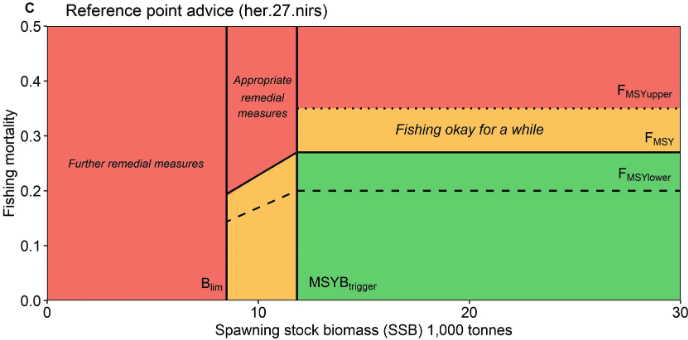 C Reference point advice (her.27.nirs)
0.5
0.4
0.3
0.2
0.1
0.0
Fishing mortality
Appropriate
remedial
measures
Further remedial measures
Fishing okay for a while
FMSYupper
FMSY
FMSYlower
Blim
MSYBtrigger
10
20
30
Spawning stock biomass (SSB) 1,000 tonnes